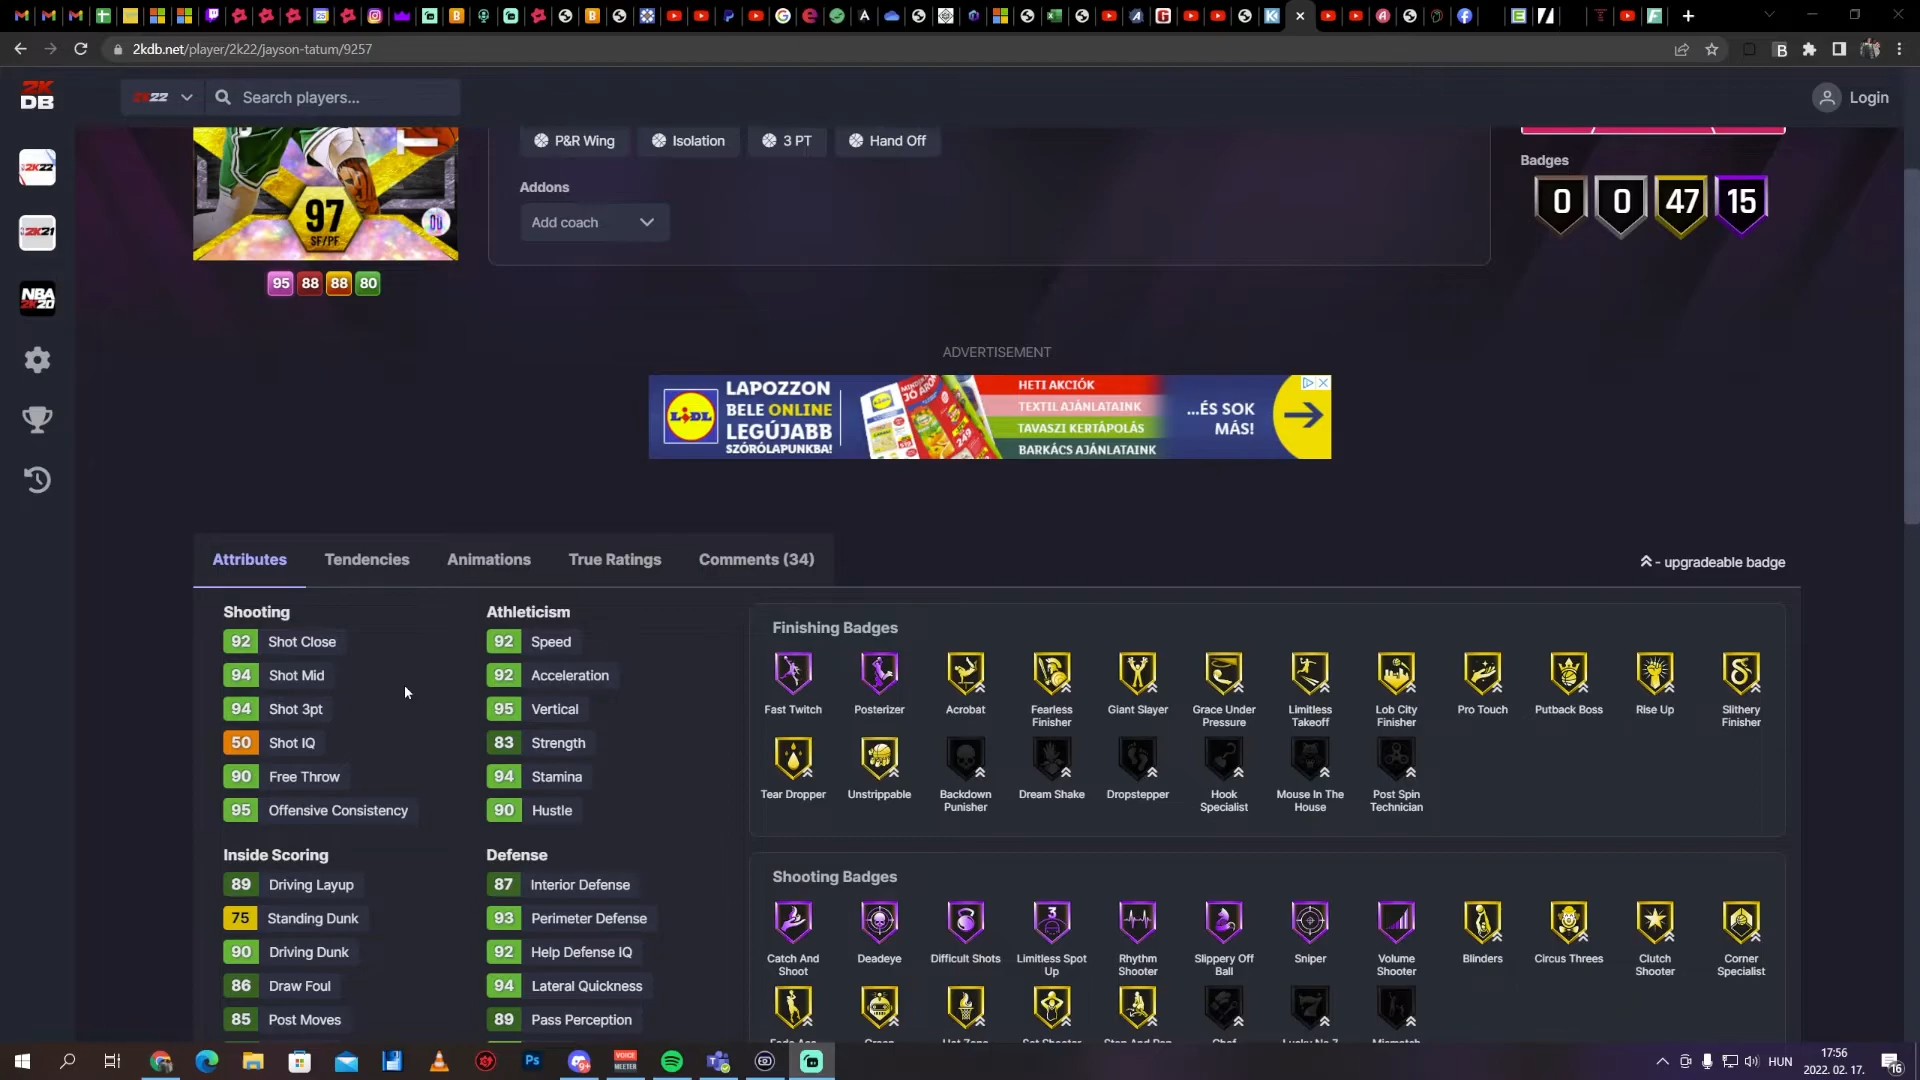 2kdb.net/player/2k22/jayson-tatum/9257
2K DB
2K22
Search players...
Login
2K22
2K21
NBA 2K20
97
SF/PF
95 88 88 80
P&R Wing
Isolation
3 PT
Hand Off
Addons
Add coach
Badges
0 0 47 15
ADVERTISEMENT
LIDL
LAPOZZON
BELE ONLINE
LEGÚJABB
SZÓRÓLAPUNKBA!
HETI AKCIÓK
TEXTIL AJÁNLATAINK
TAVASZI KERTÁPOLÁS
BARKÁCS AJÁNLATAINK
...ÉS SOK
MÁS!
Attributes
Tendencies
Animations
True Ratings
Comments (34)
- upgradeable badge
Shooting
92 Shot Close
94 Shot Mid
94 Shot 3pt
50 Shot IQ
90 Free Throw
95 Offensive Consistency
Inside Scoring
89 Driving Layup
75 Standing Dunk
90 Driving Dunk
86 Draw Foul
85 Post Moves
Athleticism
92 Speed
92 Acceleration
95 Vertical
83 Strength
94 Stamina
90 Hustle
Defense
87 Interior Defense
93 Perimeter Defense
92 Help Defense IQ
94 Lateral Quickness
89 Pass Perception
Finishing Badges
Fast Twitch
Posterizer
Acrobat
Fearless Finisher
Giant Slayer
Grace Under Pressure
Limitless Takeoff
Lob City Finisher
Pro Touch
Putback Boss
Rise Up
Slithery Finisher
Tear Dropper
Unstrippable
Backdown Punisher
Dream Shake
Dropstepper
Hook Specialist
Mouse In The House
Post Spin Technician
Shooting Badges
Catch And Shoot
Deadeye
Difficult Shots
Limitless Spot Up
Rhythm Shooter
Slippery Off Ball
Sniper
Volume Shooter
Blinders
Circus Threes
Clutch Shooter
Corner Specialist
HUN
17:56
2022. 02. 17.
16